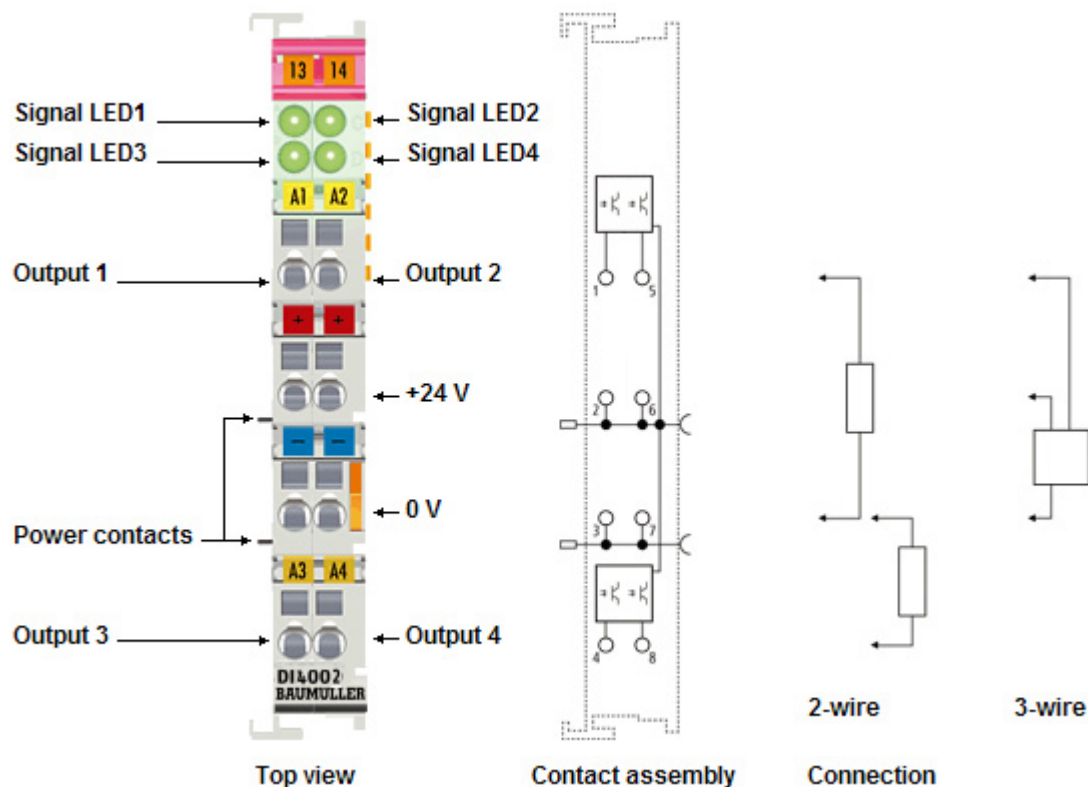 13 14
Signal LED1
Signal LED2
Signal LED3
Signal LED4
A1 A2
Output 1
Output 2
1
5
+ +
+24 V
2
6
− −
Power contacts
0 V
3
7
A3 A4
Output 3
Output 4
4
8
DI4002
BAUMULLER
2-wire
3-wire
Top view
Contact assembly
Connection